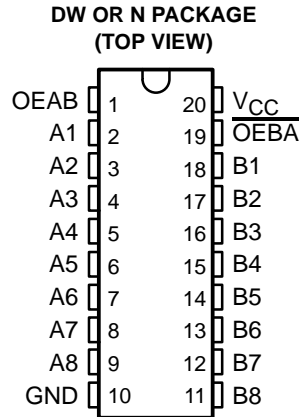 DW OR N PACKAGE
(TOP VIEW)
OEAB 1 20 VCC
A1 2 19 OEBA
A2 3 18 B1
A3 4 17 B2
A4 5 16 B3
A5 6 15 B4
A6 7 14 B5
A7 8 13 B6
A8 9 12 B7
GND 10 11 B8